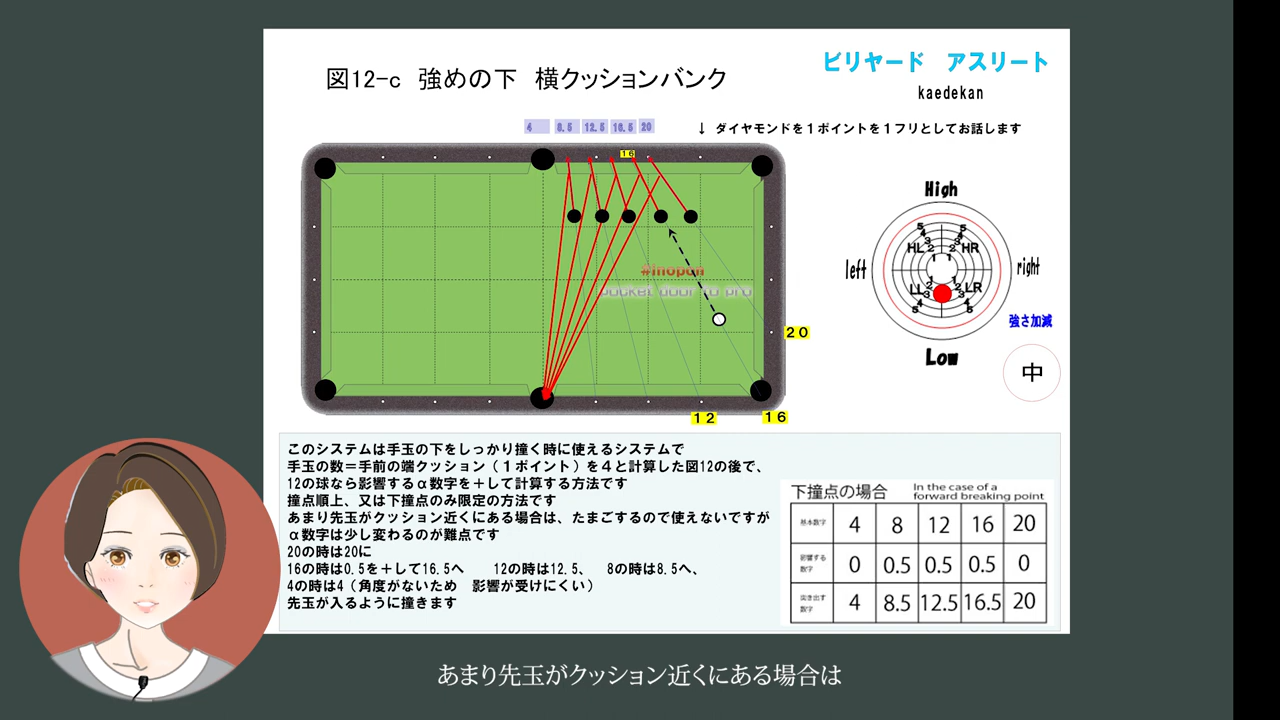 図12-c 強めの下 横クッションバンク
ビリヤード アスリート
kaedekan
4 8.5 12.5 16.5 20
↓ ダイヤモンドを1ポイントを1フリとしてお話します
16
#inopon
pocket door to pro
20
12
16
High
HL
HR
left
right
LL
LR
Low
強さ加減
中
このシステムは手玉の下をしっかり撞く時に使えるシステムで
手玉の数=手前の端クッション(1ポイント)を4と計算した図12の後で、
12の球なら影響するα数字を+して計算する方法です
撞点順上、又は下撞点のみ限定の方法です
あまり先玉がクッション近くにある場合は、たまごするので使えないですが
α数字は少し変わるのが難点です
20の時は20に
16の時は0.5を+して16.5へ 12の時は12.5、 8の時は8.5へ、
4の時は4(角度がないため 影響が受けにくい)
先玉が入るように撞きます
下撞点の場合
In the case of a
forward breaking point
基本数字 4 8 12 16 20
影響する数字 0 0.5 0.5 0.5 0
突き出す数字 4 8.5 12.5 16.5 20
あまり先玉がクッション近くにある場合は